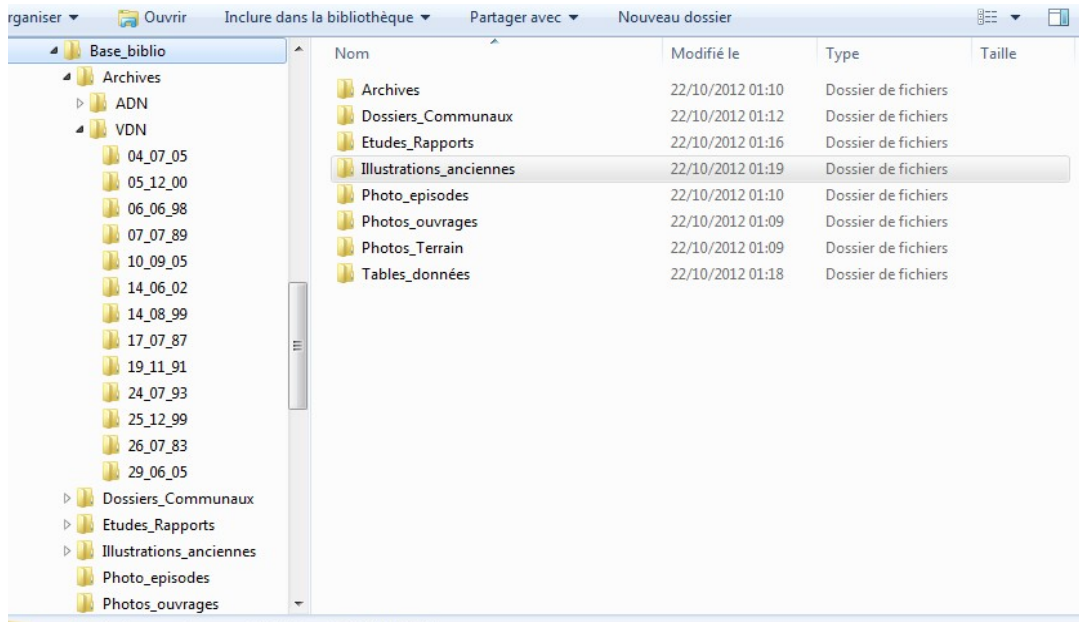 rganiser Ouvrir Inclure dans la bibliothèque Partager avec Nouveau dossier
Base_biblio
Archives
ADN
VDN
04_07_05
05_12_00
06_06_98
07_07_89
10_09_05
14_06_02
14_08_99
17_07_87
19_11_91
24_07_93
25_12_99
26_07_83
29_06_05
Dossiers_Communaux
Etudes_Rapports
Illustrations_anciennes
Photo_episodes
Photos_ouvrages
Nom Modifié le Type Taille
Archives 22/10/2012 01:10 Dossier de fichiers
Dossiers_Communaux 22/10/2012 01:12 Dossier de fichiers
Etudes_Rapports 22/10/2012 01:16 Dossier de fichiers
Illustrations_anciennes 22/10/2012 01:19 Dossier de fichiers
Photo_episodes 22/10/2012 01:10 Dossier de fichiers
Photos_ouvrages 22/10/2012 01:09 Dossier de fichiers
Photos_Terrain 22/10/2012 01:09 Dossier de fichiers
Tables_données 22/10/2012 01:18 Dossier de fichiers